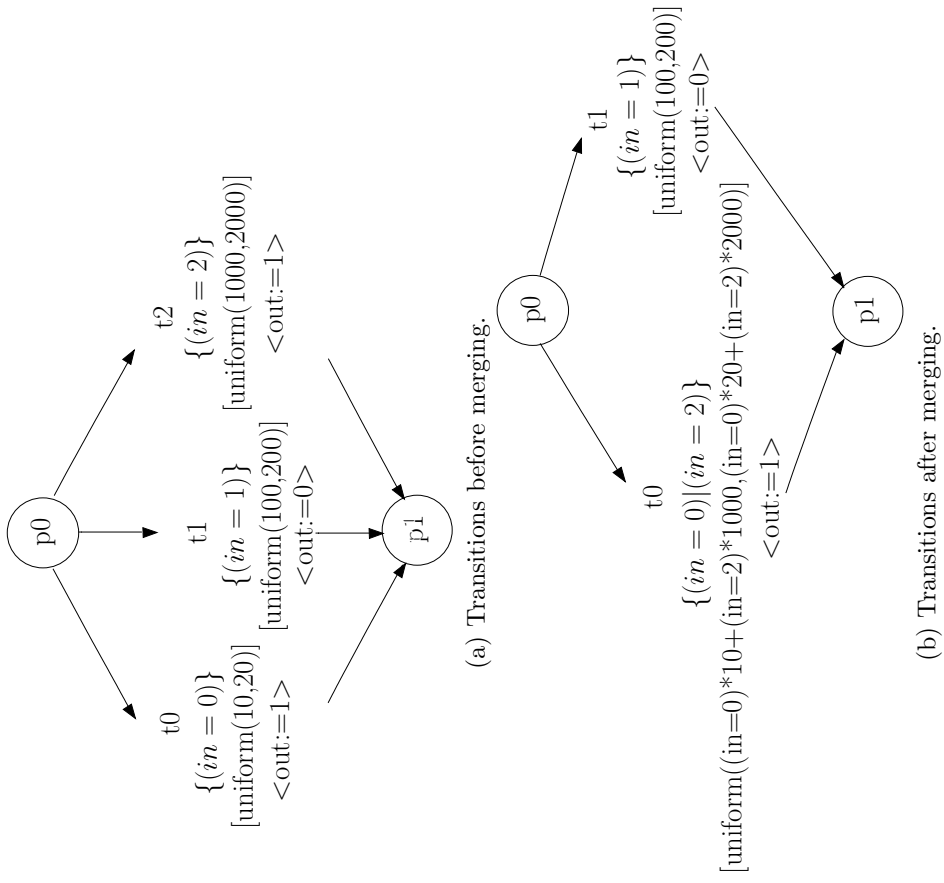 p0
t0
{(in = 0)}
[uniform(10,20)]
<out:=1>
t1
{(in = 1)}
[uniform(100,200)]
<out:=0>
t2
{(in = 2)}
[uniform(1000,2000)]
<out:=1>
p1
(a) Transitions before merging.
p0
t0
{(in = 0)|(in = 2)}
[uniform((in=0)*10+(in=2)*1000,(in=0)*20+(in=2)*2000)]
<out:=1>
t1
{(in = 1)}
[uniform(100,200)]
<out:=0>
p1
(b) Transitions after merging.